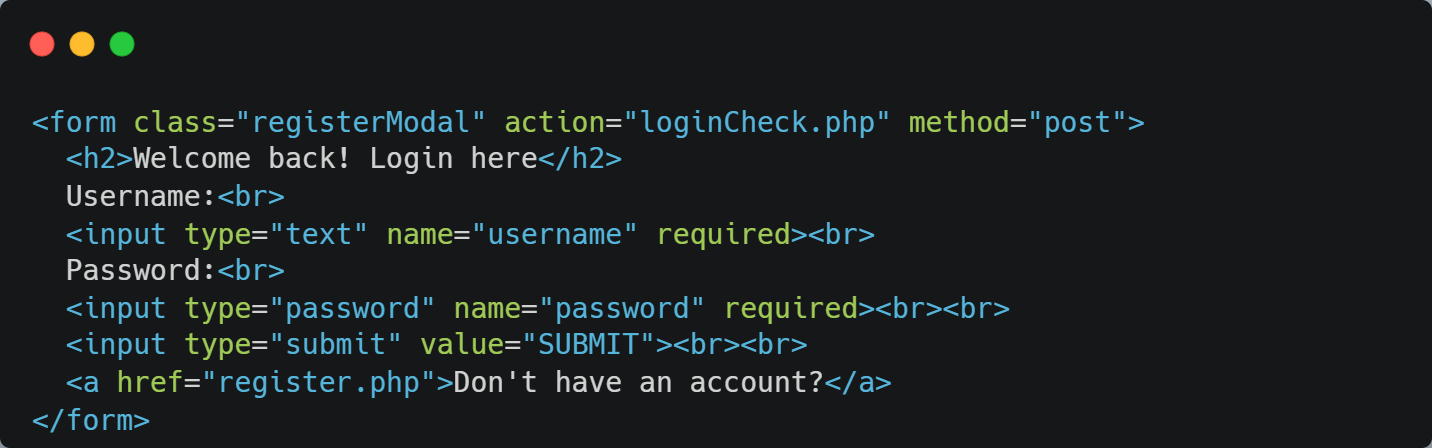 <form class="registerModal" action="loginCheck.php" method="post">
  <h2>Welcome back! Login here</h2>
  Username:<br>
  <input type="text" name="username" required><br>
  Password:<br>
  <input type="password" name="password" required><br><br>
  <input type="submit" value="SUBMIT"><br><br>
  <a href="register.php">Don't have an account?</a>
</form>